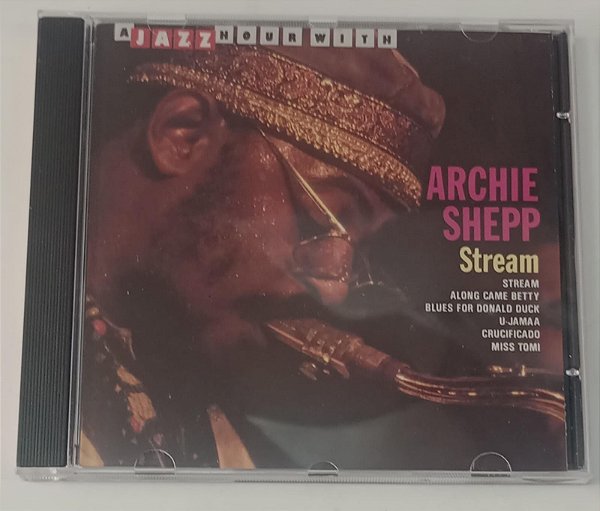 A JAZZ HOUR WITH
ARCHIE
SHEPP
Stream
STREAM
ALONG CAME BETTY
BLUES FOR DONALD DUCK
U-JAMAA
CRUCIFICADO
MISS TOMI